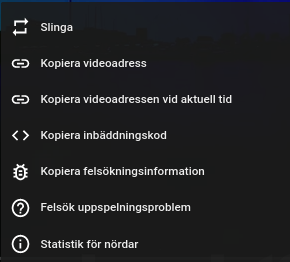 Slinga
Kopiera videoadress
Kopiera videoadressen vid aktuell tid
Kopiera inbäddningskod
Kopiera felsökningsinformation
Felsök uppspelningsproblem
Statistik för nördar